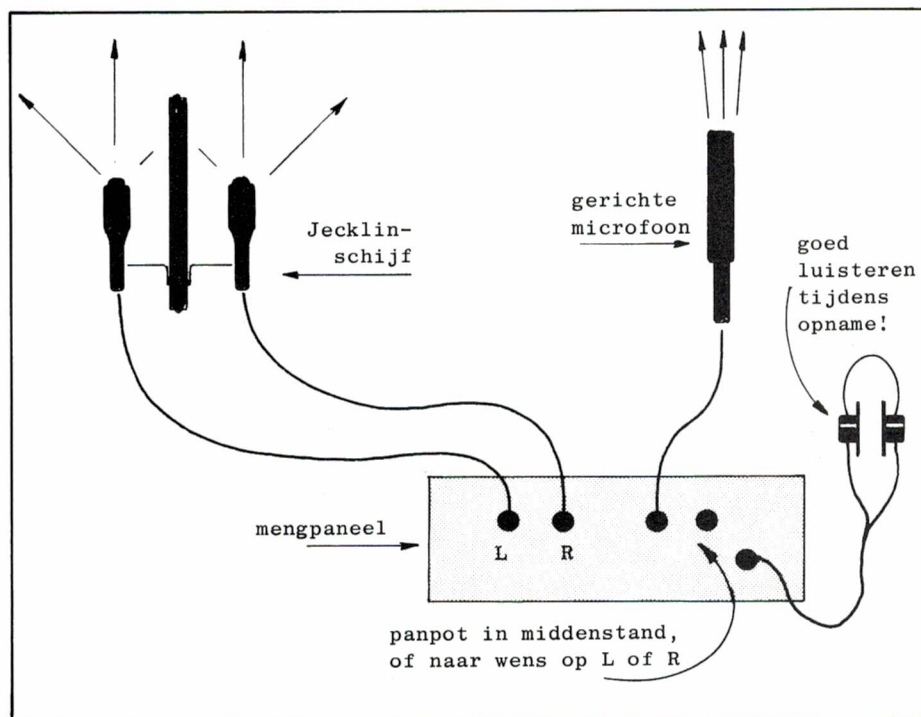 Jecklin-
schijf
gerichte
microfoon
goed
luisteren
tijdens
opname!
mengpaneel
L
R
panpot in middenstand,
of naar wens op L of R